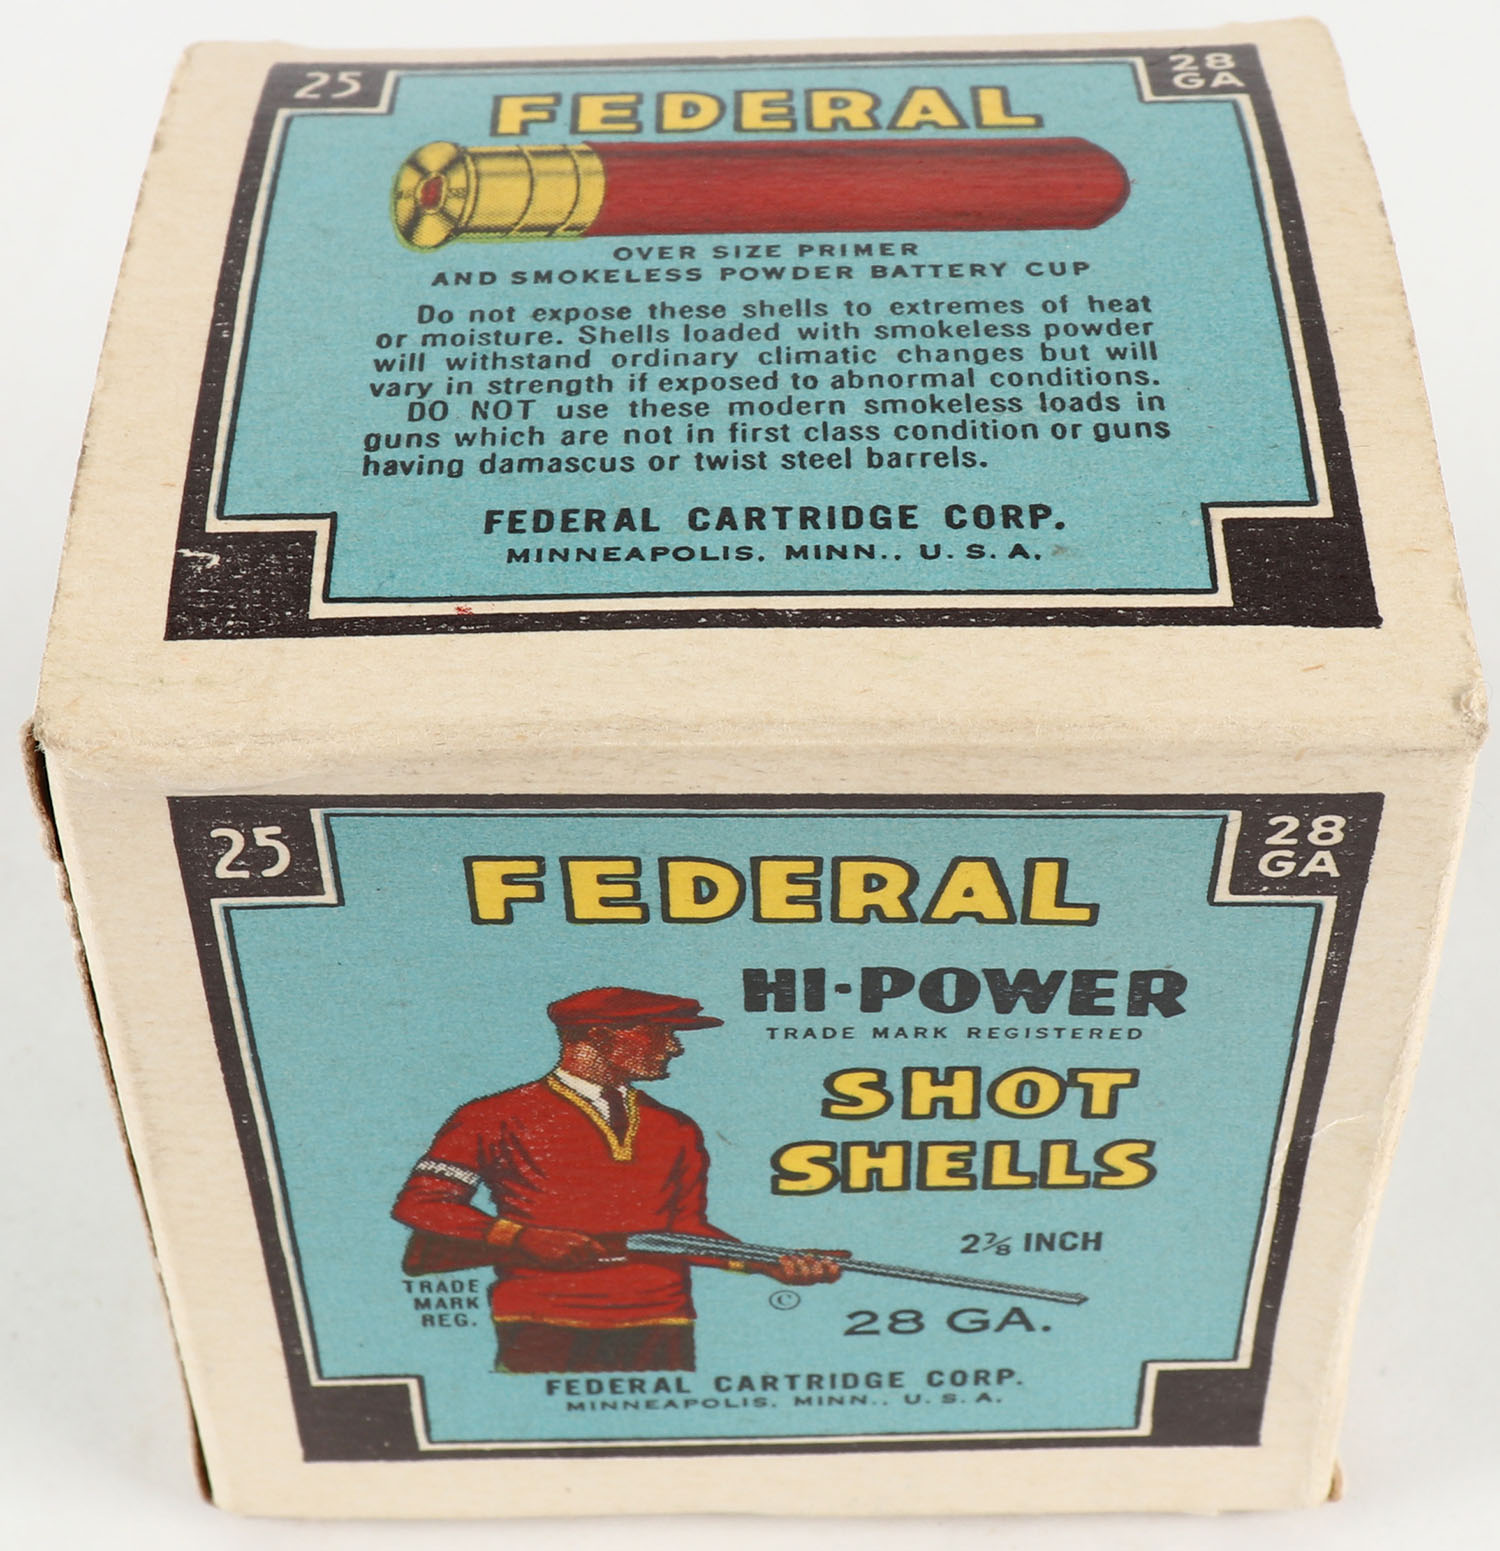 25
28
GA
FEDERAL
OVER SIZE PRIMER
AND SMOKELESS POWDER BATTERY CUP
Do not expose these shells to extremes of heat
or moisture. Shells loaded with smokeless powder
will withstand ordinary climatic changes but will
vary in strength if exposed to abnormal conditions.
DO NOT use these modern smokeless loads in
guns which are not in first class condition or guns
having damascus or twist steel barrels.
FEDERAL CARTRIDGE CORP.
MINNEAPOLIS, MINN., U. S. A.
25
28
GA
FEDERAL
HI-POWER
TRADE MARK REGISTERED
SHOT
SHELLS
HI-POWER
2 7/8 INCH
TRADE
MARK
REG.
©
28 GA.
FEDERAL CARTRIDGE CORP.
MINNEAPOLIS, MINN., U. S. A.